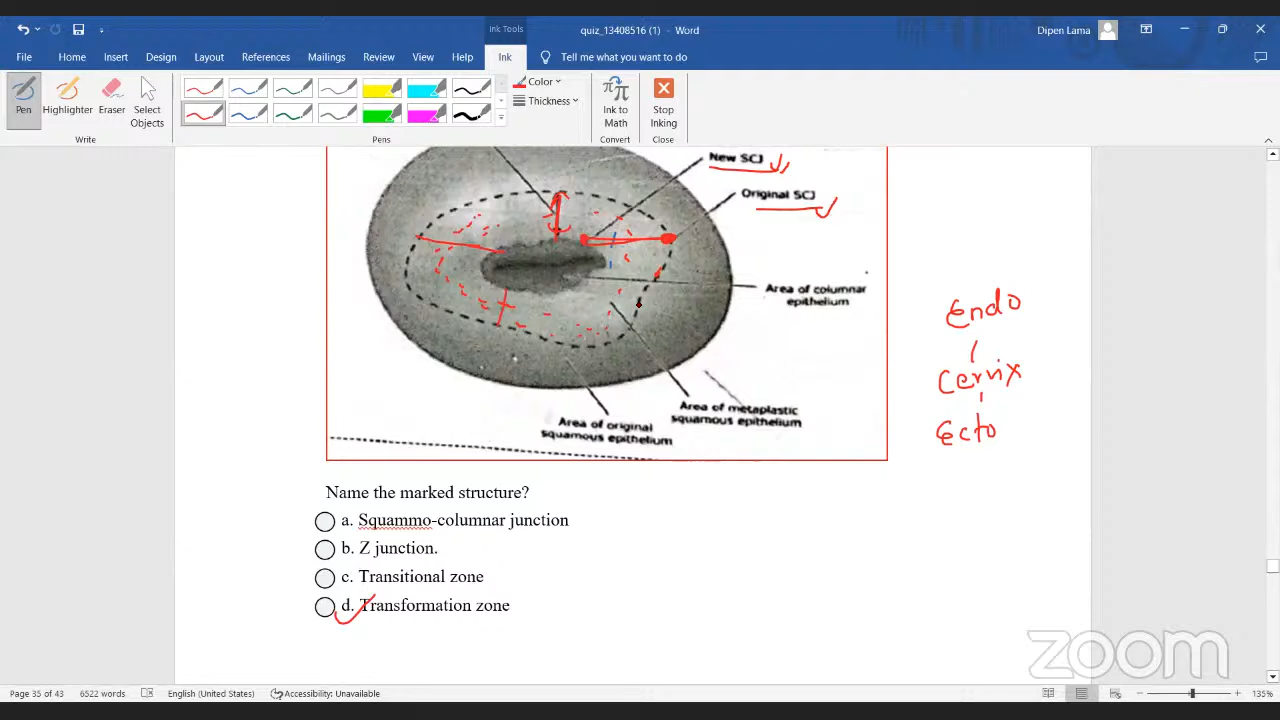 Ink Tools
quiz_13408516 (1) - Word
Dipen Lama
File Home Insert Design Layout References Mailings Review View Help Ink Tell me what you want to do
Pen
Highlighter
Eraser
Select
Objects
Color
Thickness
Ink to
Math
Stop
Inking
Write
Pens
Convert
Close
New SCJ
Original SCJ
Area of columnar
epithelium
Area of metaplastic
squamous epithelium
Area of original
squamous epithelium
Endo
Cervix
Ecto
Name the marked structure?
a. Squammo-columnar junction
b. Z junction.
c. Transitional zone
d. Transformation zone
zoom
Page 35 of 43 6522 words English (United States) Accessibility: Unavailable 135%